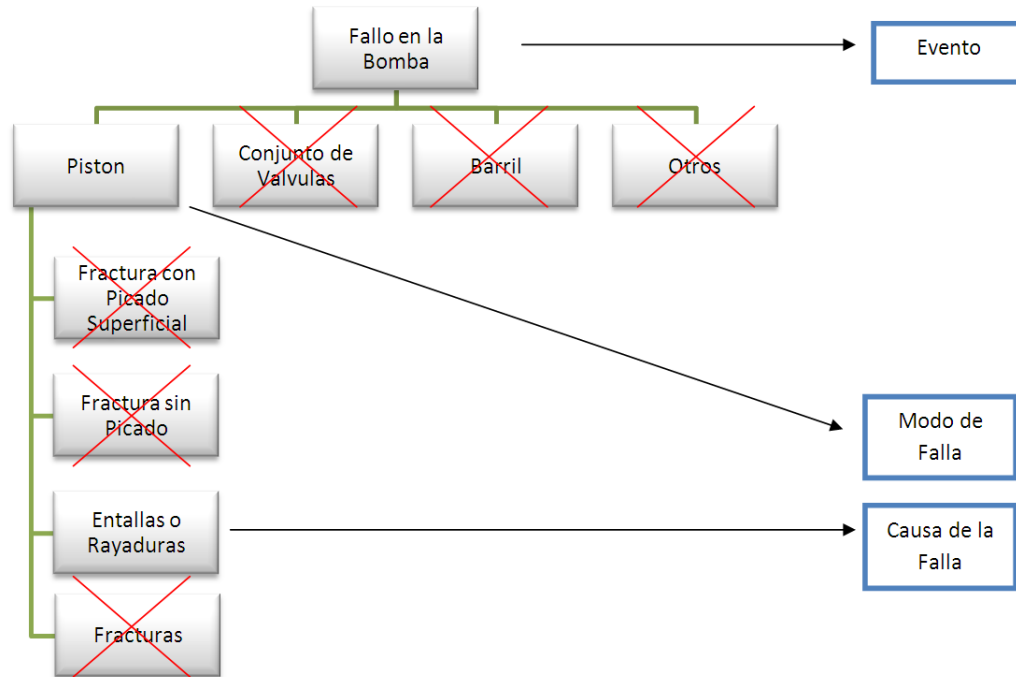 Fallo en la
Bomba
Evento
Piston
Conjunto de
Valvulas
Barril
Otros
Fractura con
Picado
Superficial
Fractura sin
Picado
Modo de
Falla
Entallas o
Rayaduras
Causa de la
Falla
Fracturas